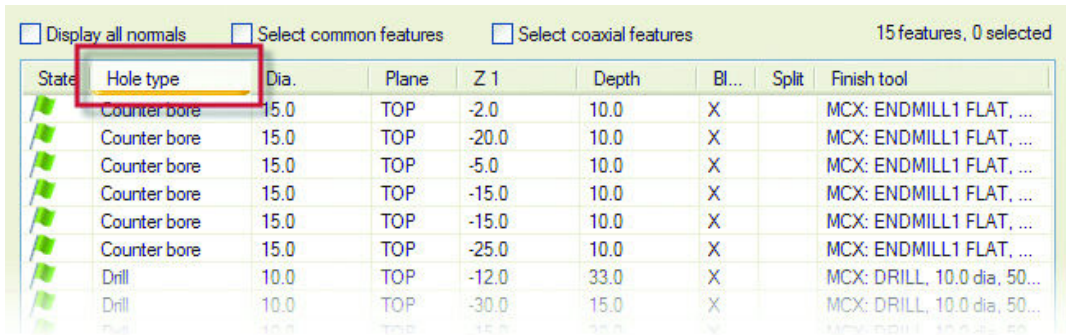 Display all normals Select common features Select coaxial features 15 features, 0 selected
State Hole type Dia. Plane Z 1 Depth Bl... Split Finish tool
Counter bore 15.0 TOP -2.0 10.0 X MCX: ENDMILL1 FLAT, ...
Counter bore 15.0 TOP -20.0 10.0 X MCX: ENDMILL1 FLAT, ...
Counter bore 15.0 TOP -5.0 10.0 X MCX: ENDMILL1 FLAT, ...
Counter bore 15.0 TOP -15.0 10.0 X MCX: ENDMILL1 FLAT, ...
Counter bore 15.0 TOP -15.0 10.0 X MCX: ENDMILL1 FLAT, ...
Counter bore 15.0 TOP -25.0 10.0 X MCX: ENDMILL1 FLAT, ...
Drill 10.0 TOP -12.0 33.0 X MCX: DRILL, 10.0 dia, 50...
Drill 10.0 TOP -30.0 15.0 X MCX: DRILL, 10.0 dia, 50...